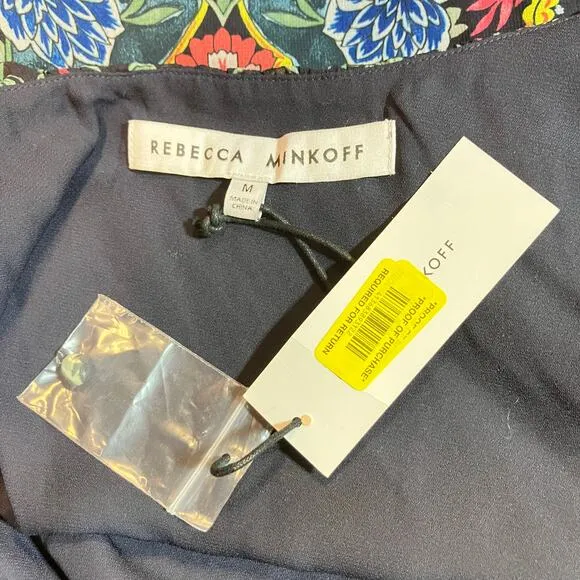 REBECCA MINKOFF
M
MADE IN
CHINA
KOFF
*PROOF OF PURCHASE*
REQUIRED FOR RETURN